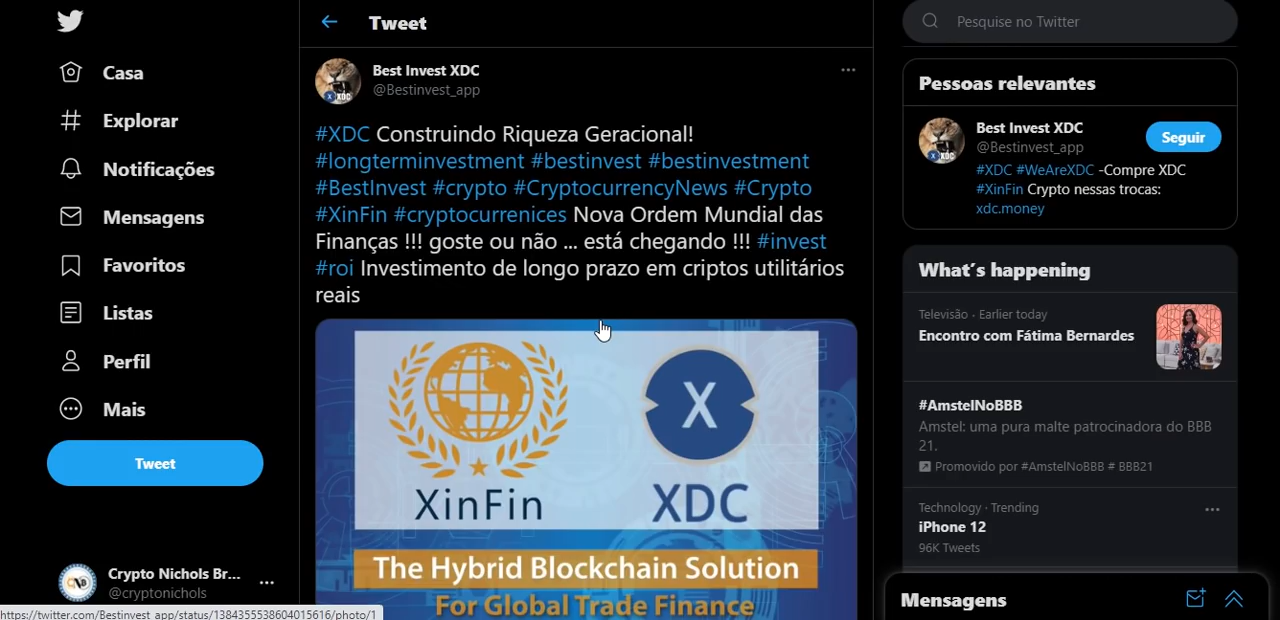 Casa
Explorar
Notificações
Mensagens
Favoritos
Listas
Perfil
Mais
Tweet
Crypto Nichols Br...
@cryptonichols
https://twitter.com/Bestinvest_app/status/1384355538604015616/photo/1
Tweet
Best Invest XDC
@Bestinvest_app
#XDC Construindo Riqueza Geracional!
#longterminvestment #bestinvest #bestinvestment
#BestInvest #crypto #CryptocurrencyNews #Crypto
#XinFin #cryptocurrenices Nova Ordem Mundial das
Finanças !!! goste ou não ... está chegando !!! #invest
#roi Investimento de longo prazo em criptos utilitários
reais
XDC
X
XinFin
XDC
The Hybrid Blockchain Solution
For Global Trade Finance
Pesquise no Twitter
Pessoas relevantes
Best Invest XDC
@Bestinvest_app
Seguir
#XDC #WeAreXDC -Compre XDC
#XinFin Crypto nessas trocas:
xdc.money
What's happening
Televisão · Earlier today
Encontro com Fátima Bernardes
#AmstelNoBBB
Amstel: uma pura malte patrocinadora do BBB
21.
Promovido por #AmstelNoBBB # BBB21
Technology · Trending
iPhone 12
96K Tweets
Mensagens